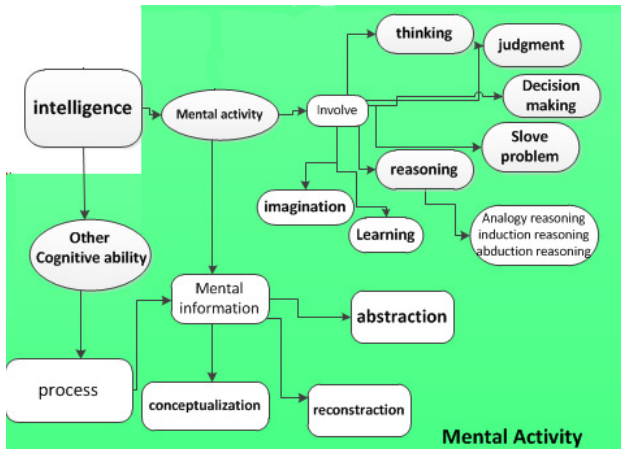 thinking
judgment
intelligence
Mental activity
Involve
Decision
making
Slove
problem
reasoning
imagination
Learning
Analogy reasoning
induction reasoning
abduction reasoning
Other
Cognitive ability
Mental
information
abstraction
process
conceptualization
reconstraction
Mental Activity